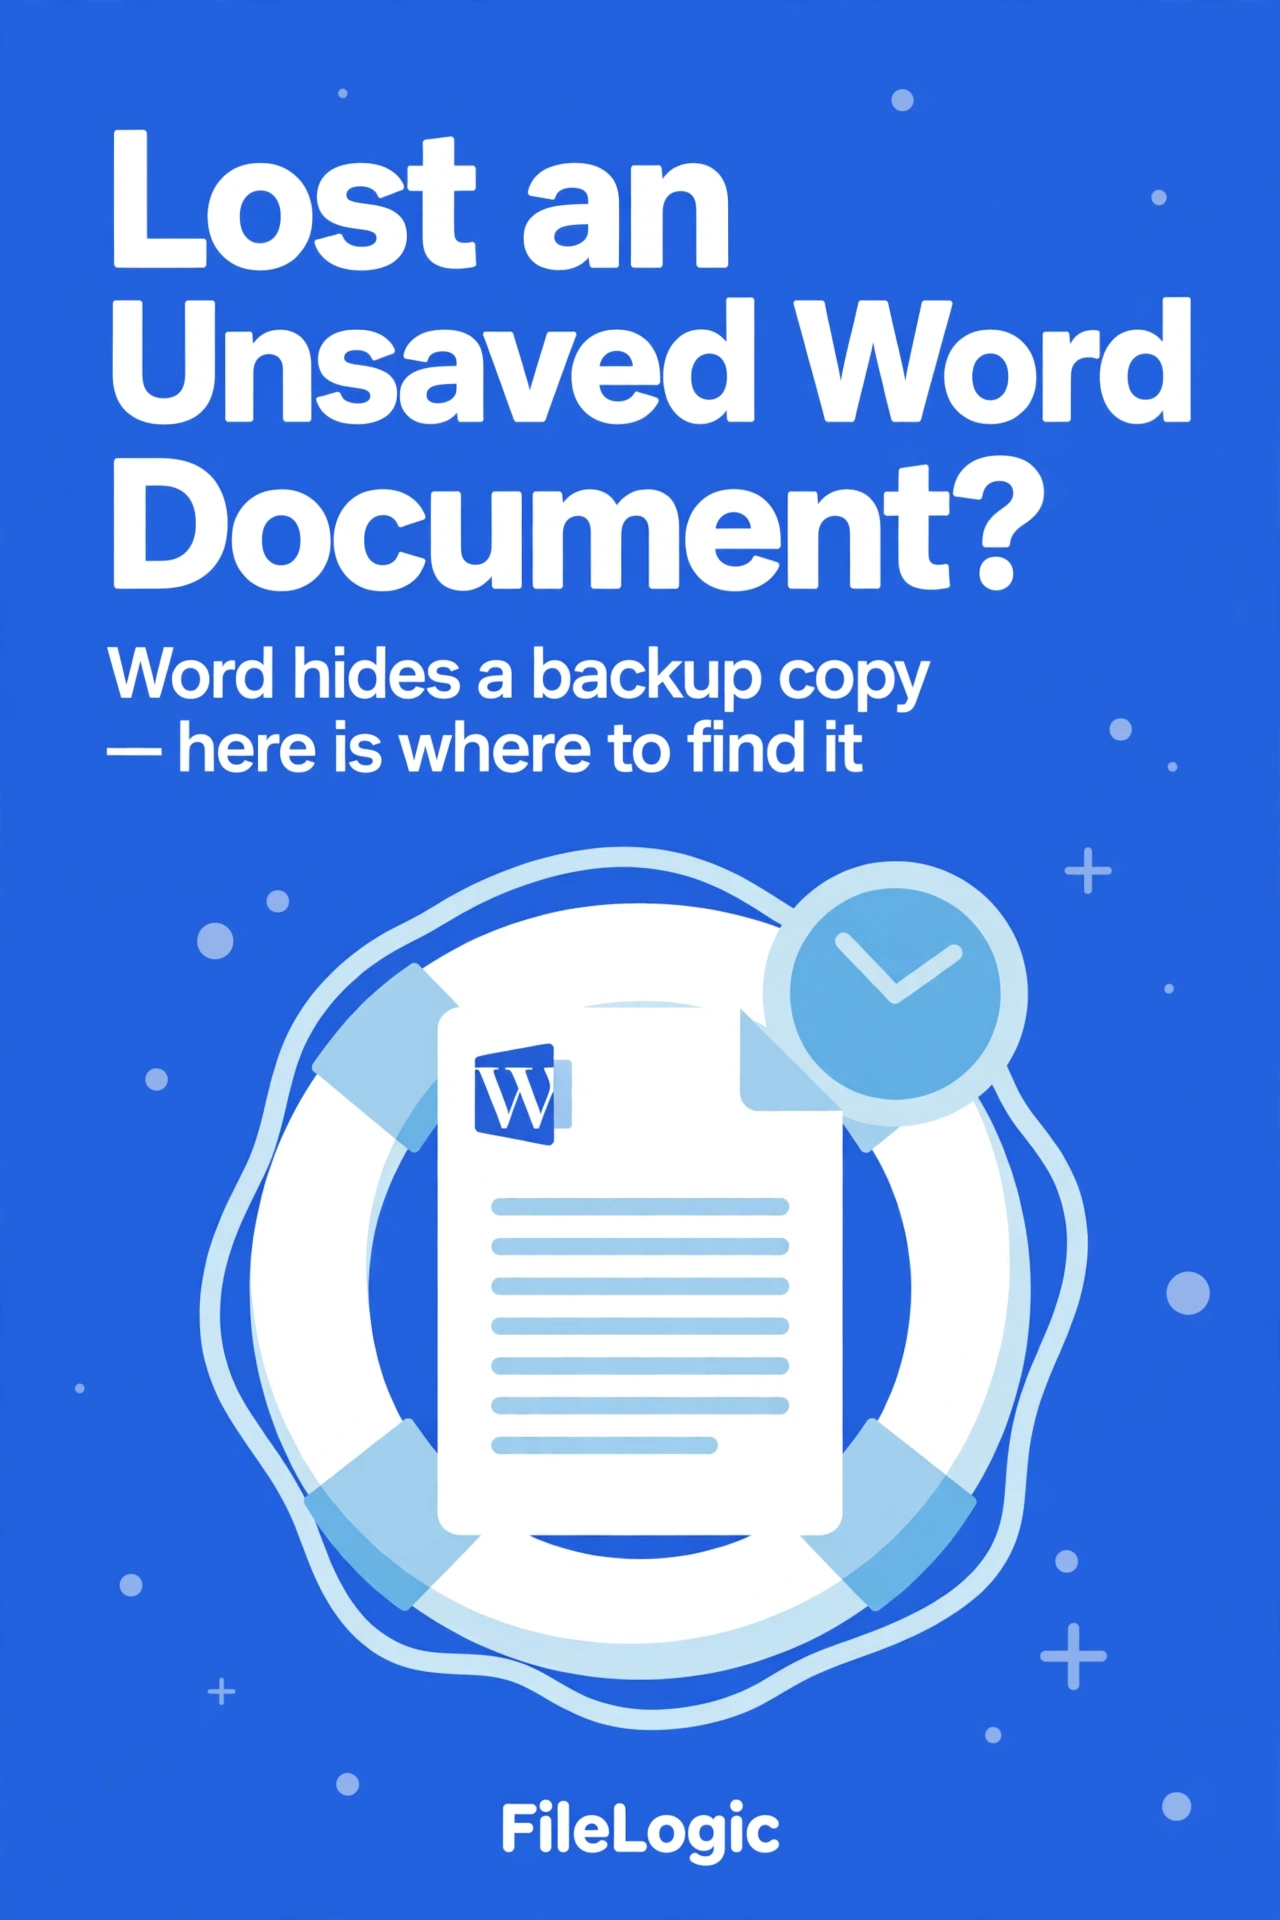 Lost an
Unsaved Word
Document?
Word hides a backup copy
— here is where to find it
W
FileLogic